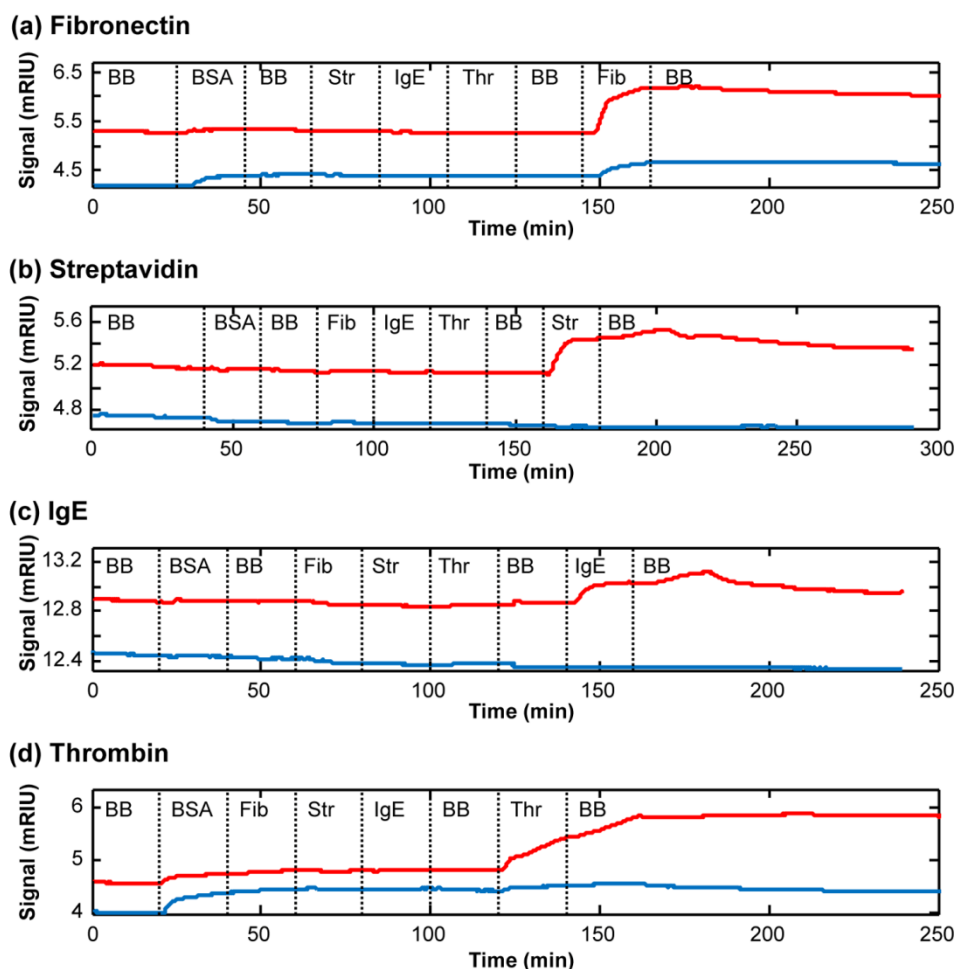 (a) Fibronectin
Signal (mRIU)
6.5
5.5
4.5
BB BSA BB Str IgE Thr BB Fib BB
0 50 100 150 200 250
Time (min)
(b) Streptavidin
Signal (mRIU)
5.6
5.2
4.8
BB BSA BB Fib IgE Thr BB Str BB
0 50 100 150 200 250 300
Time (min)
(c) IgE
Signal (mRIU)
13.2
12.8
12.4
BB BSA BB Fib Str Thr BB IgE BB
0 50 100 150 200 250
Time (min)
(d) Thrombin
Signal (mRIU)
6
5
4
BB BSA Fib Str IgE BB Thr BB
0 50 100 150 200 250
Time (min)